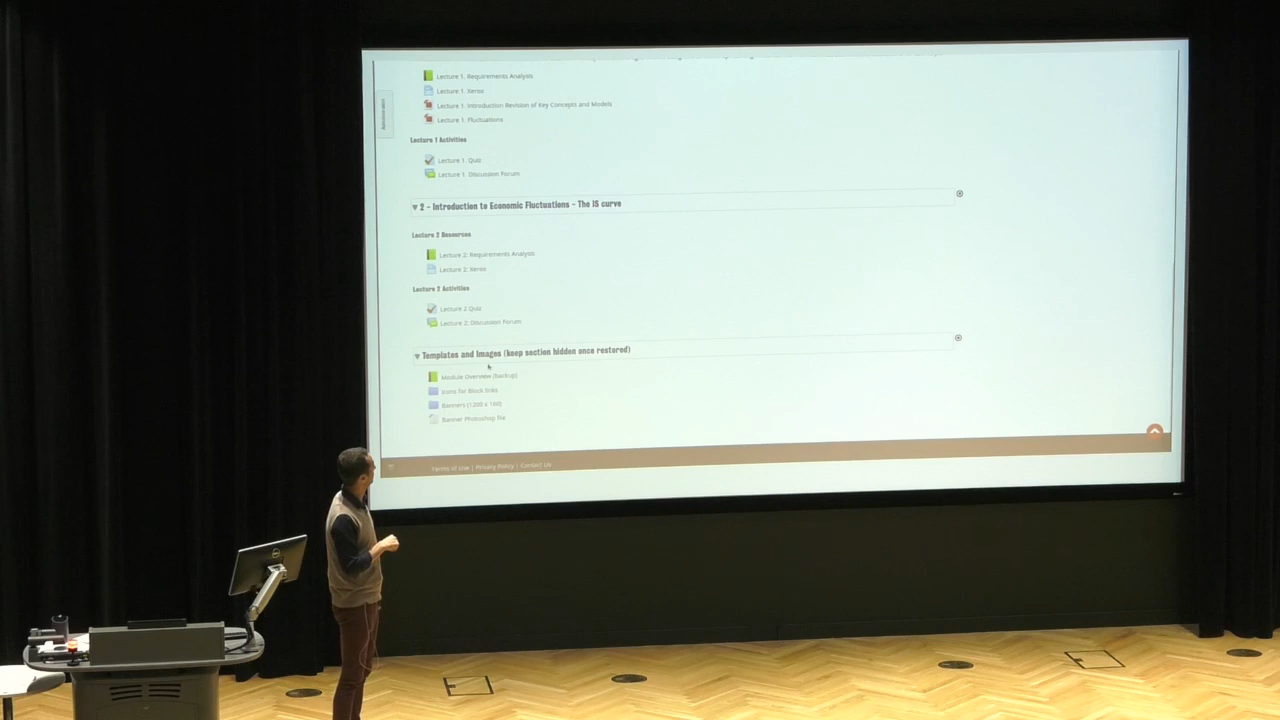 Administration
Lecture 1. Requirements Analysis
Lecture 1. Xerox
Lecture 1. Introduction Revision of Key Concepts and Models
Lecture 1. Fluctuations
Lecture 1 Activities
Lecture 1. Quiz
Lecture 1. Discussion Forum
2 - Introduction to Economic Fluctuations - The IS curve
Lecture 2 Resources
Lecture 2: Requirements Analysis
Lecture 2: Xerox
Lecture 2 Activities
Lecture 2 Quiz
Lecture 2: Discussion Forum
Templates and Images (keep section hidden once restored)
Module Overview (backup)
Icons for Block links
Banners (1200 x 160)
Banner Photoshop file
Terms of Use | Privacy Policy | Contact Us